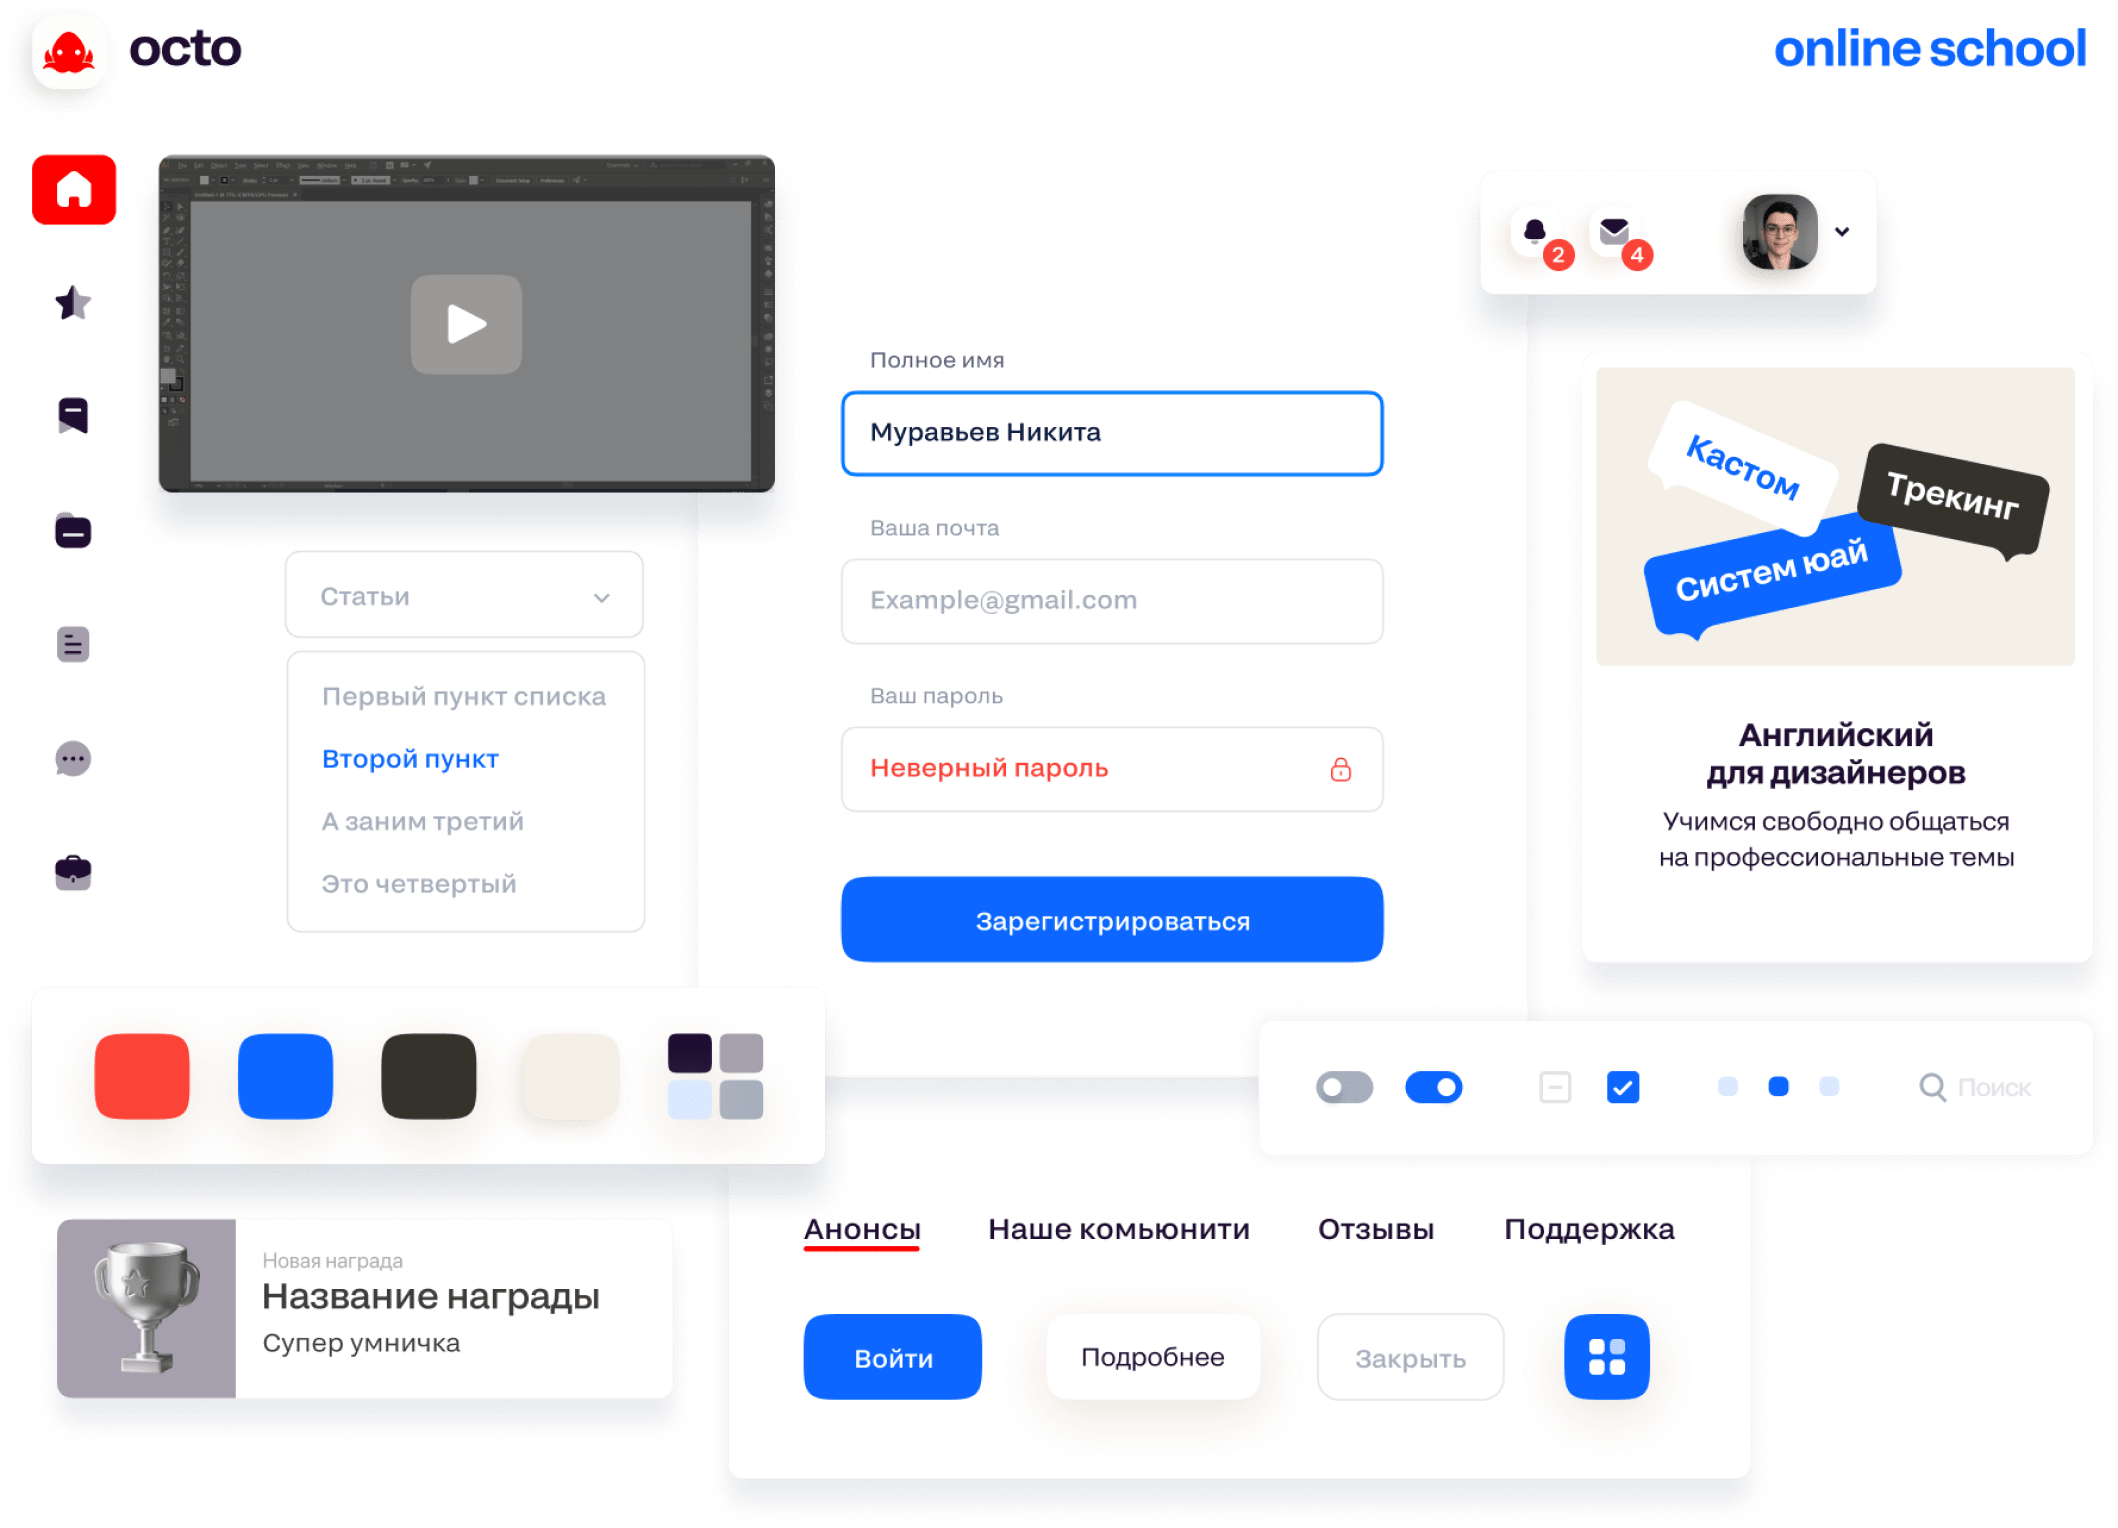 octo
online school
2
4
Полное имя
Муравьев Никита
Ваша почта
Example@gmail.com
Ваш пароль
Неверный пароль
Зарегистрироваться
Статьи
Первый пункт списка
Второй пункт
А заним третий
Это четвертый
Кастом
Трекинг
Систем юай
Английский
для дизайнеров
Учимся свободно общаться
на профессиональные темы
Поиск
Новая награда
Название награды
Супер умничка
Анонсы
Наше комьюнити
Отзывы
Поддержка
Войти
Подробнее
Закрыть